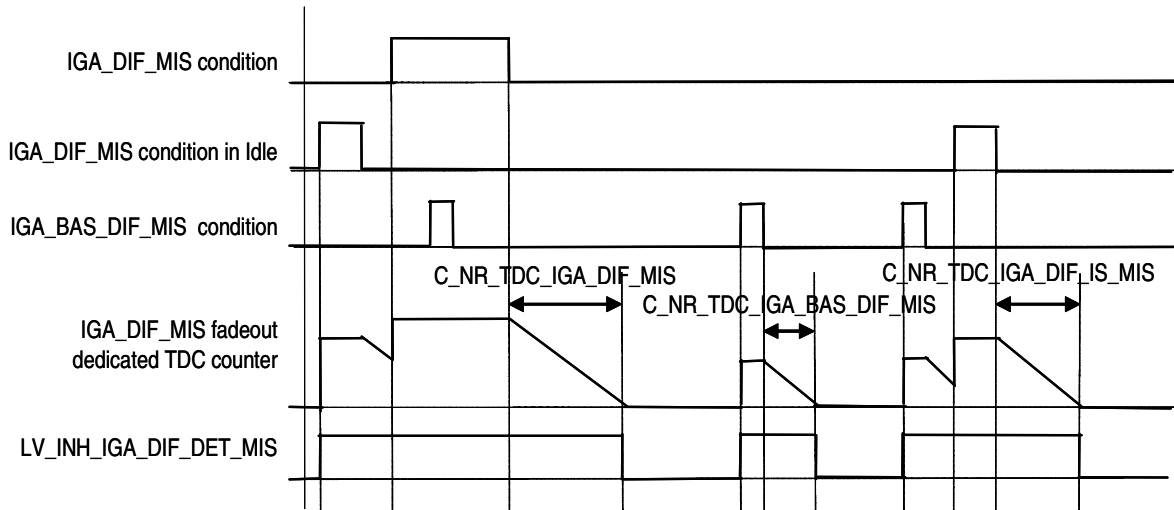 IGA_DIF_MIS condition
IGA_DIF_MIS condition in Idle
IGA_BAS_DIF_MIS condition
C_NR_TDC_IGA_DIF_MIS
C_NR_TDC_IGA_DIF_IS_MIS
C_NR_TDC_IGA_BAS_DIF_MIS
IGA_DIF_MIS fadeout
dedicated TDC counter
LV_INH_IGA_DIF_DET_MIS